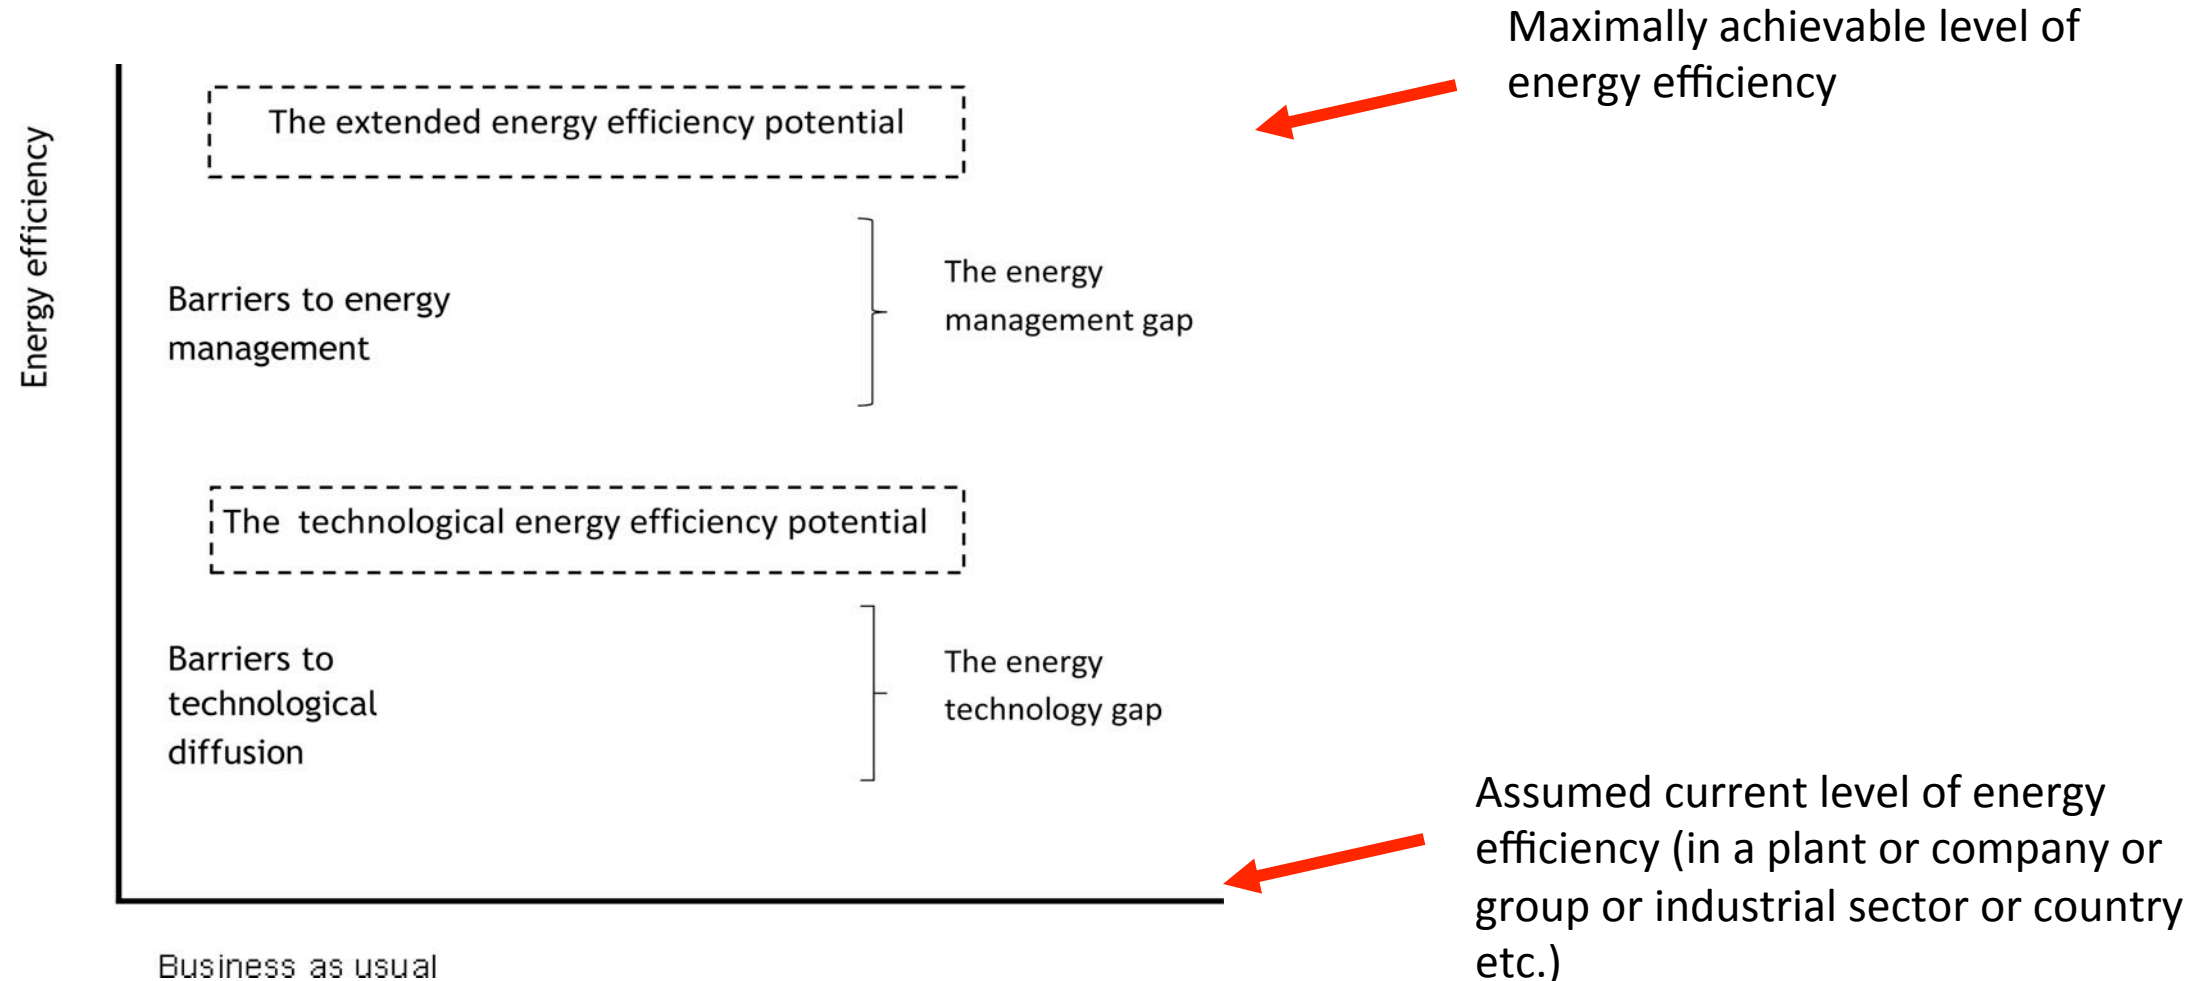 Maximally achievable level of
energy efficiency
Energy efficiency
The extended energy efficiency potential
Barriers to energy
management
The energy
management gap
The  technological energy efficiency potential
Barriers to
technological
diffusion
The energy
technology gap
Assumed current level of energy
efficiency (in a plant or company or
group or industrial sector or country
etc.)
Business as usual